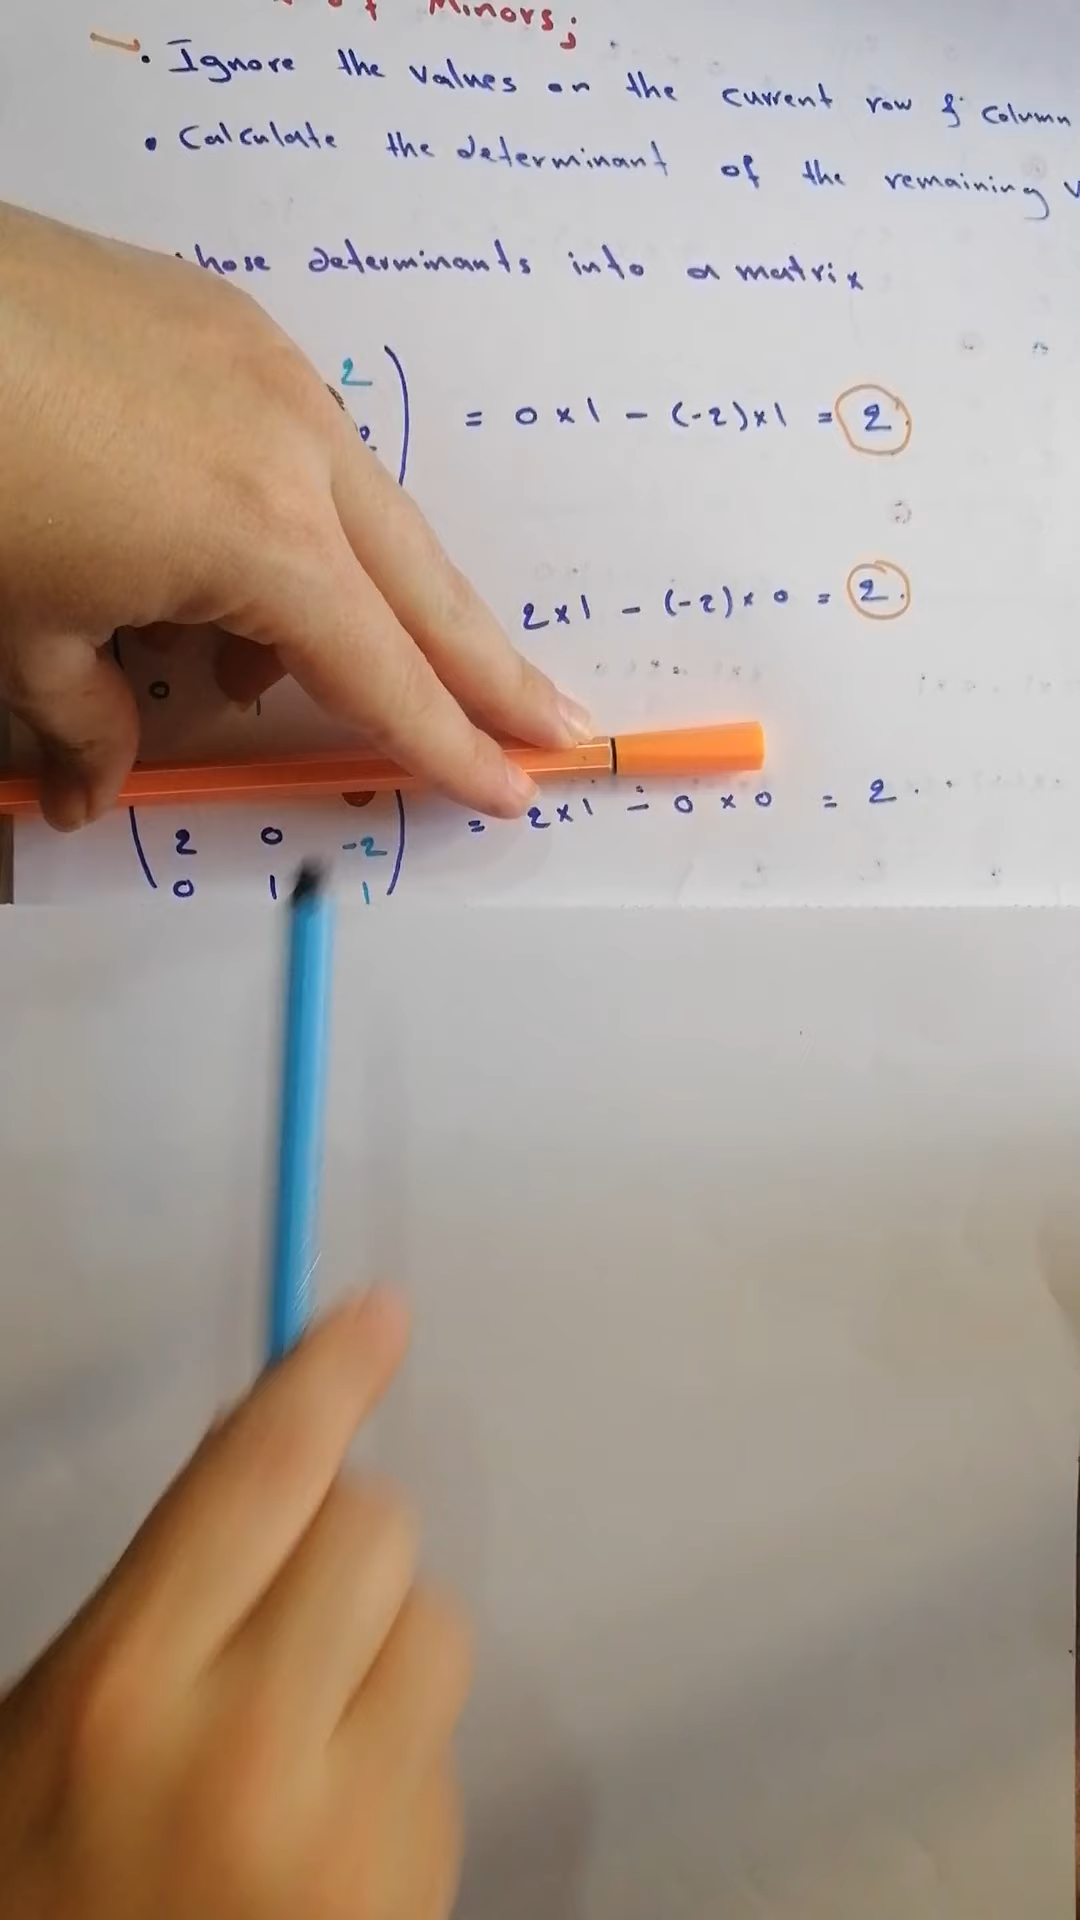 Minors;
• Ignore the values on the current row & column
• Calculate the determinant of the remaining
determinants into a matrix
2
= 0 x 1 - (-2) x 1 = 2
2 x 1 - (-2) x 0 = 2.
0 1
= 2 x 1 - 0 x 0 = 2.
2 0 -2
0 1 1